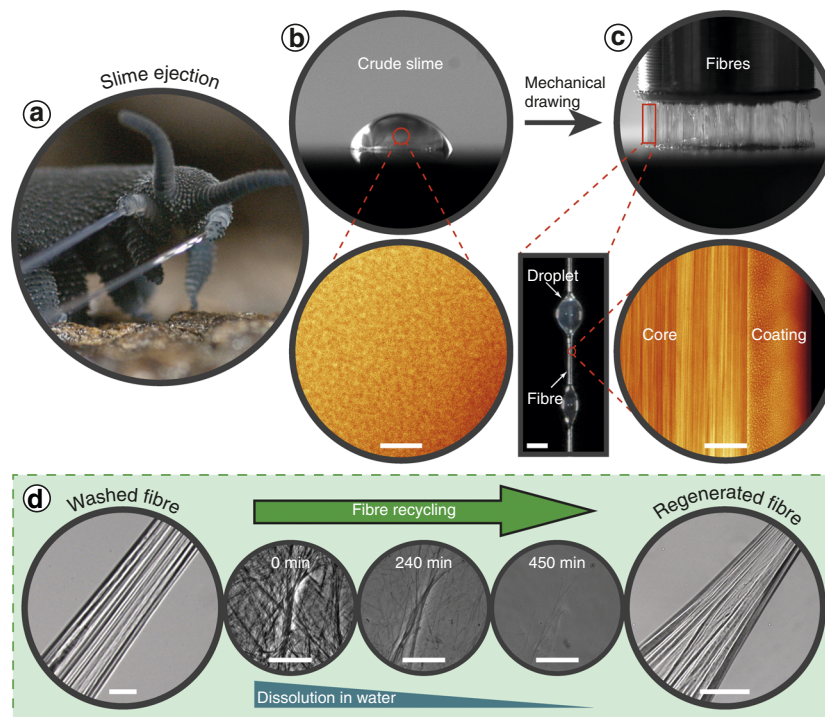 Slime ejection
a
b
Crude slime
Mechanical
drawing
c
Fibres
Droplet
Fibre
Core
Coating
d
Washed fibre
Fibre recycling
Regenerated fibre
0 min
240 min
450 min
Dissolution in water